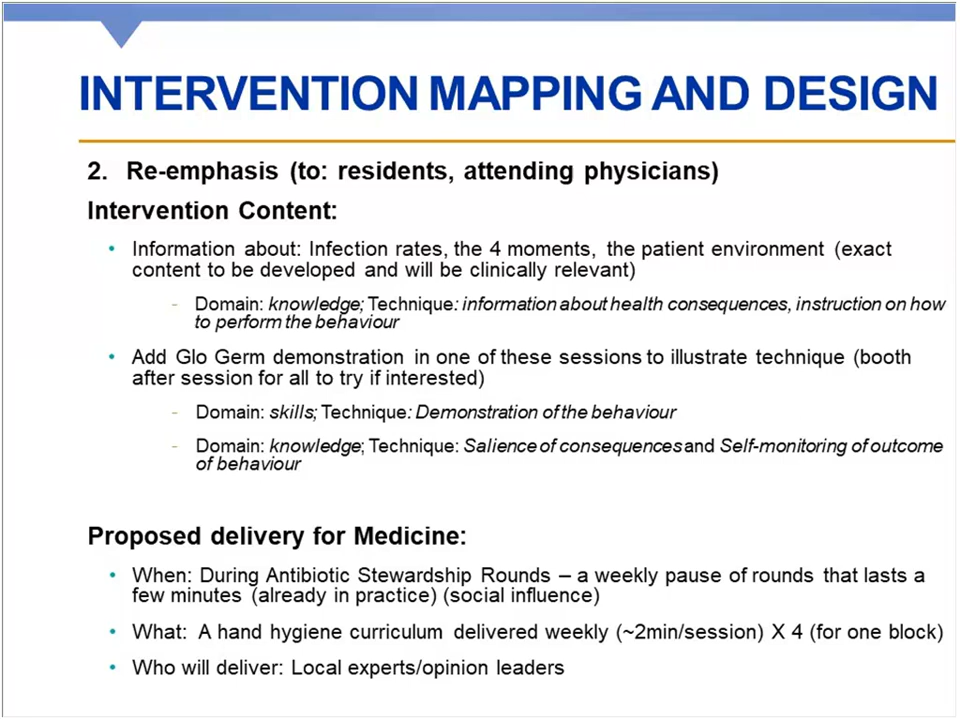 INTERVENTION MAPPING AND DESIGN
2. Re-emphasis (to: residents, attending physicians)
Intervention Content:
• Information about: Infection rates, the 4 moments, the patient environment (exact
content to be developed and will be clinically relevant)
- Domain: knowledge; Technique: information about health consequences, instruction on how
to perform the behaviour
• Add Glo Germ demonstration in one of these sessions to illustrate technique (booth
after session for all to try if interested)
- Domain: skills; Technique: Demonstration of the behaviour
- Domain: knowledge; Technique: Salience of consequences and Self-monitoring of outcome
of behaviour
Proposed delivery for Medicine:
• When: During Antibiotic Stewardship Rounds – a weekly pause of rounds that lasts a
few minutes (already in practice) (social influence)
• What: A hand hygiene curriculum delivered weekly (~2min/session) X 4 (for one block)
• Who will deliver: Local experts/opinion leaders